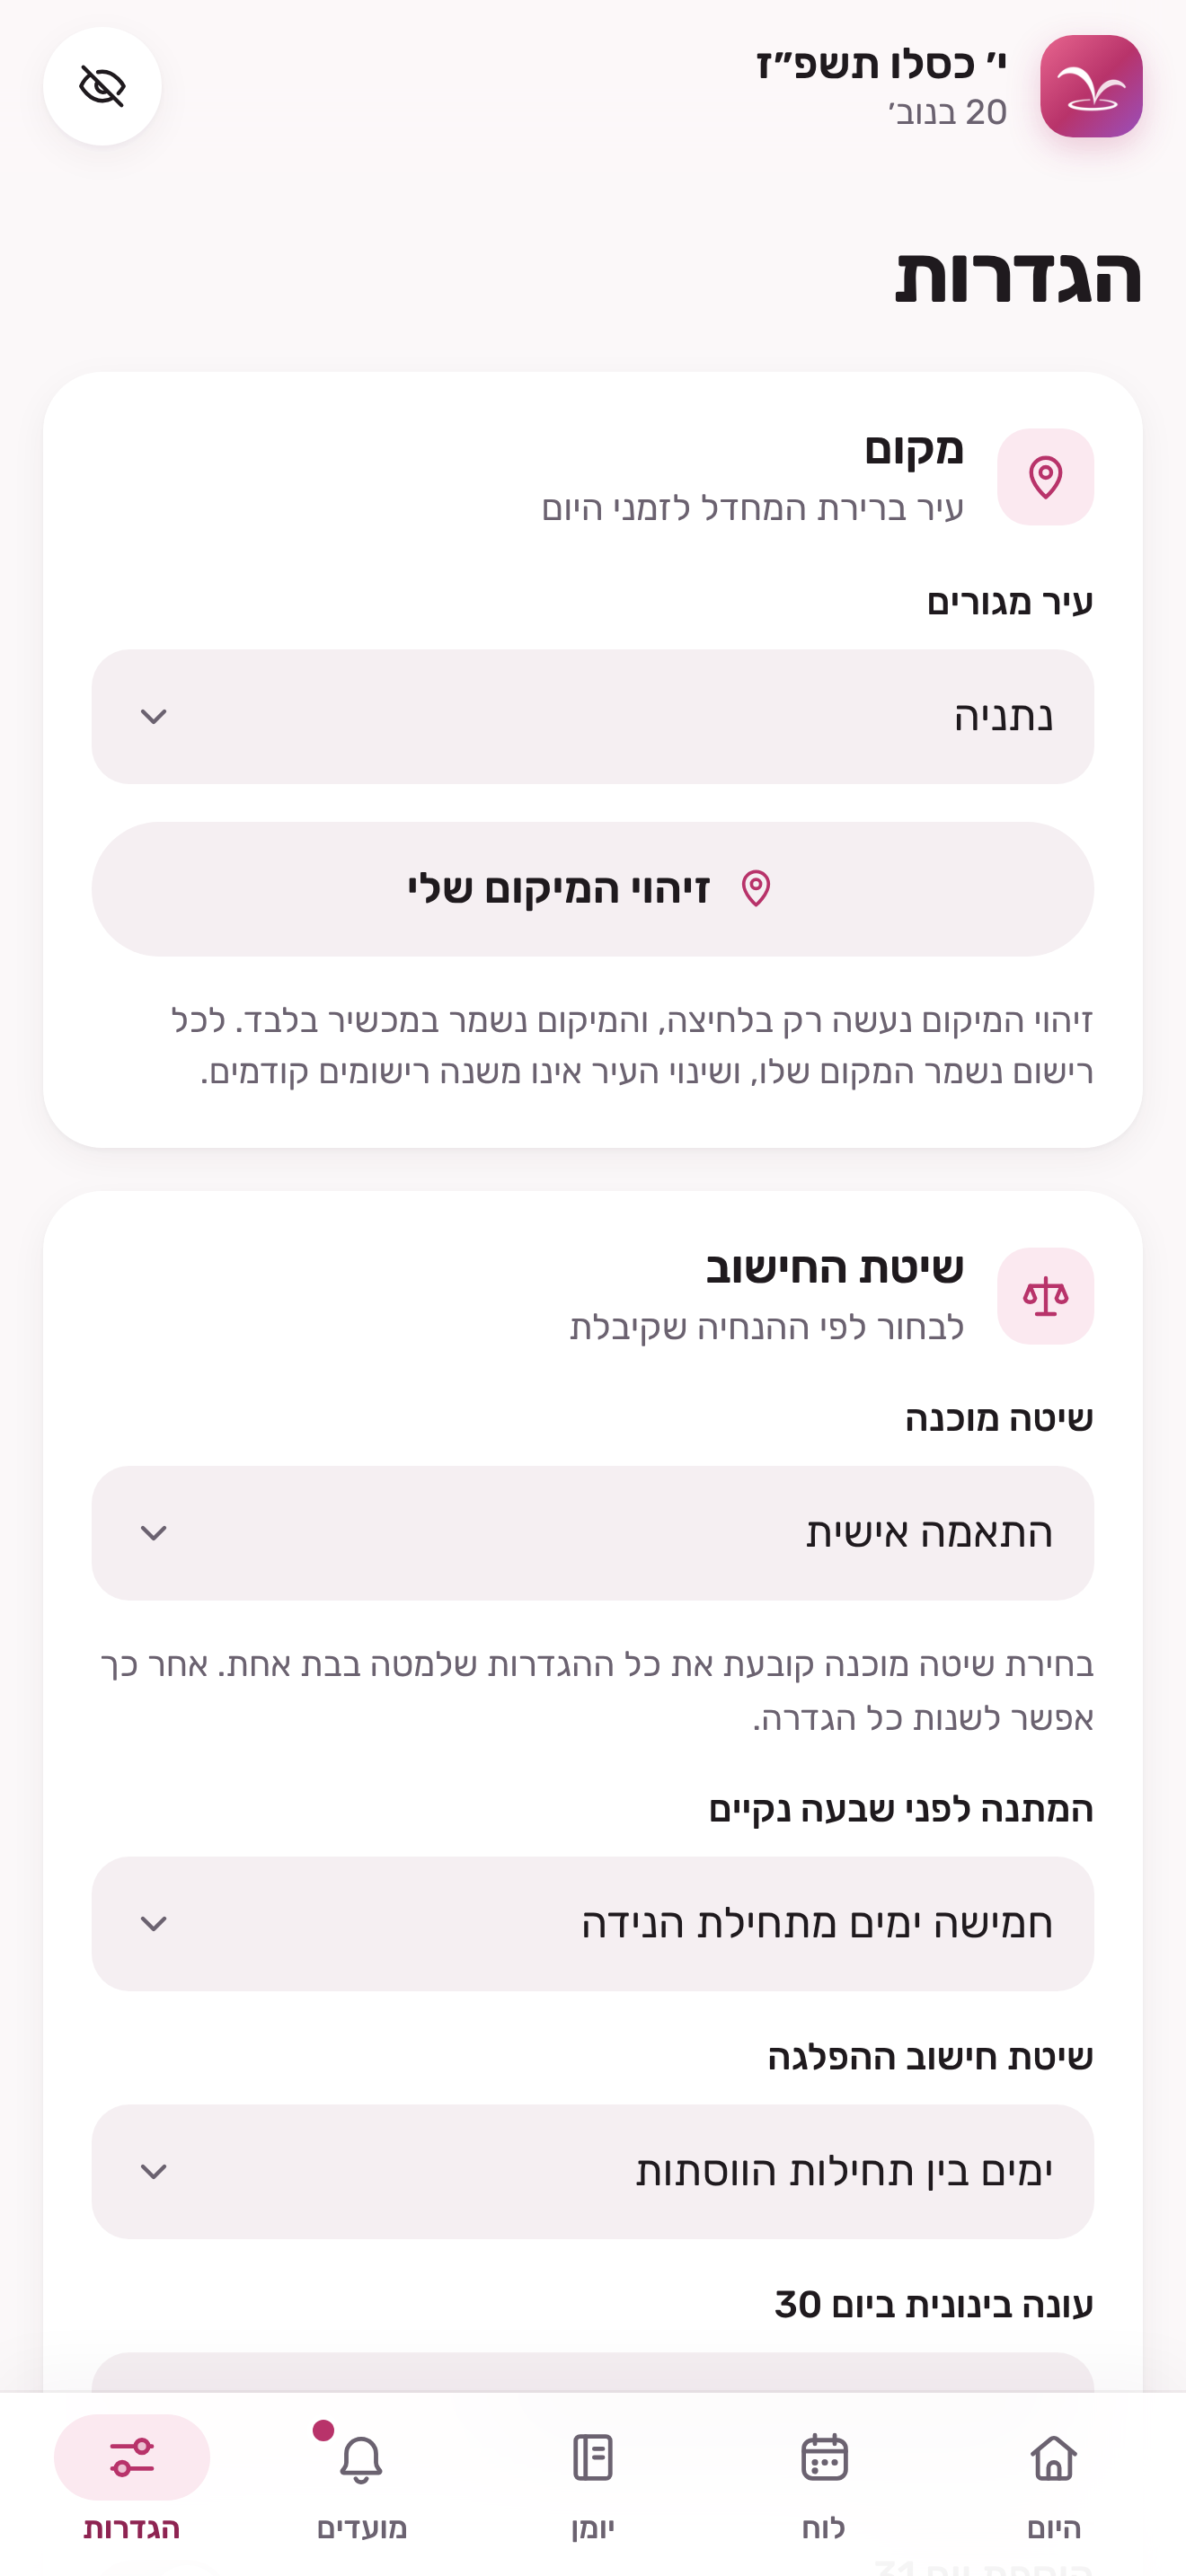 י׳ כסלו תשפ״ז
20 בנוב׳
הגדרות
מקום
עיר ברירת המחדל לזמני היום
עיר מגורים
נתניה
זיהוי המיקום שלי
זיהוי המיקום נעשה רק בלחיצה, והמיקום נשמר במכשיר בלבד. לכל
רישום נשמר המקום שלו, ושינוי העיר אינו משנה רישומים קודמים.
שיטת החישוב
לבחור לפי ההנחיה שקיבלת
שיטה מוכנה
התאמה אישית
בחירת שיטה מוכנה קובעת את כל ההגדרות שלמטה בבת אחת. אחר כך
אפשר לשנות כל הגדרה.
המתנה לפני שבעה נקיים
חמישה ימים מתחילת הנידה
שיטת חישוב ההפלגה
ימים בין תחילות הווסתות
עונה בינונית ביום 30
היום
לוח
יומן
מועדים
הגדרות